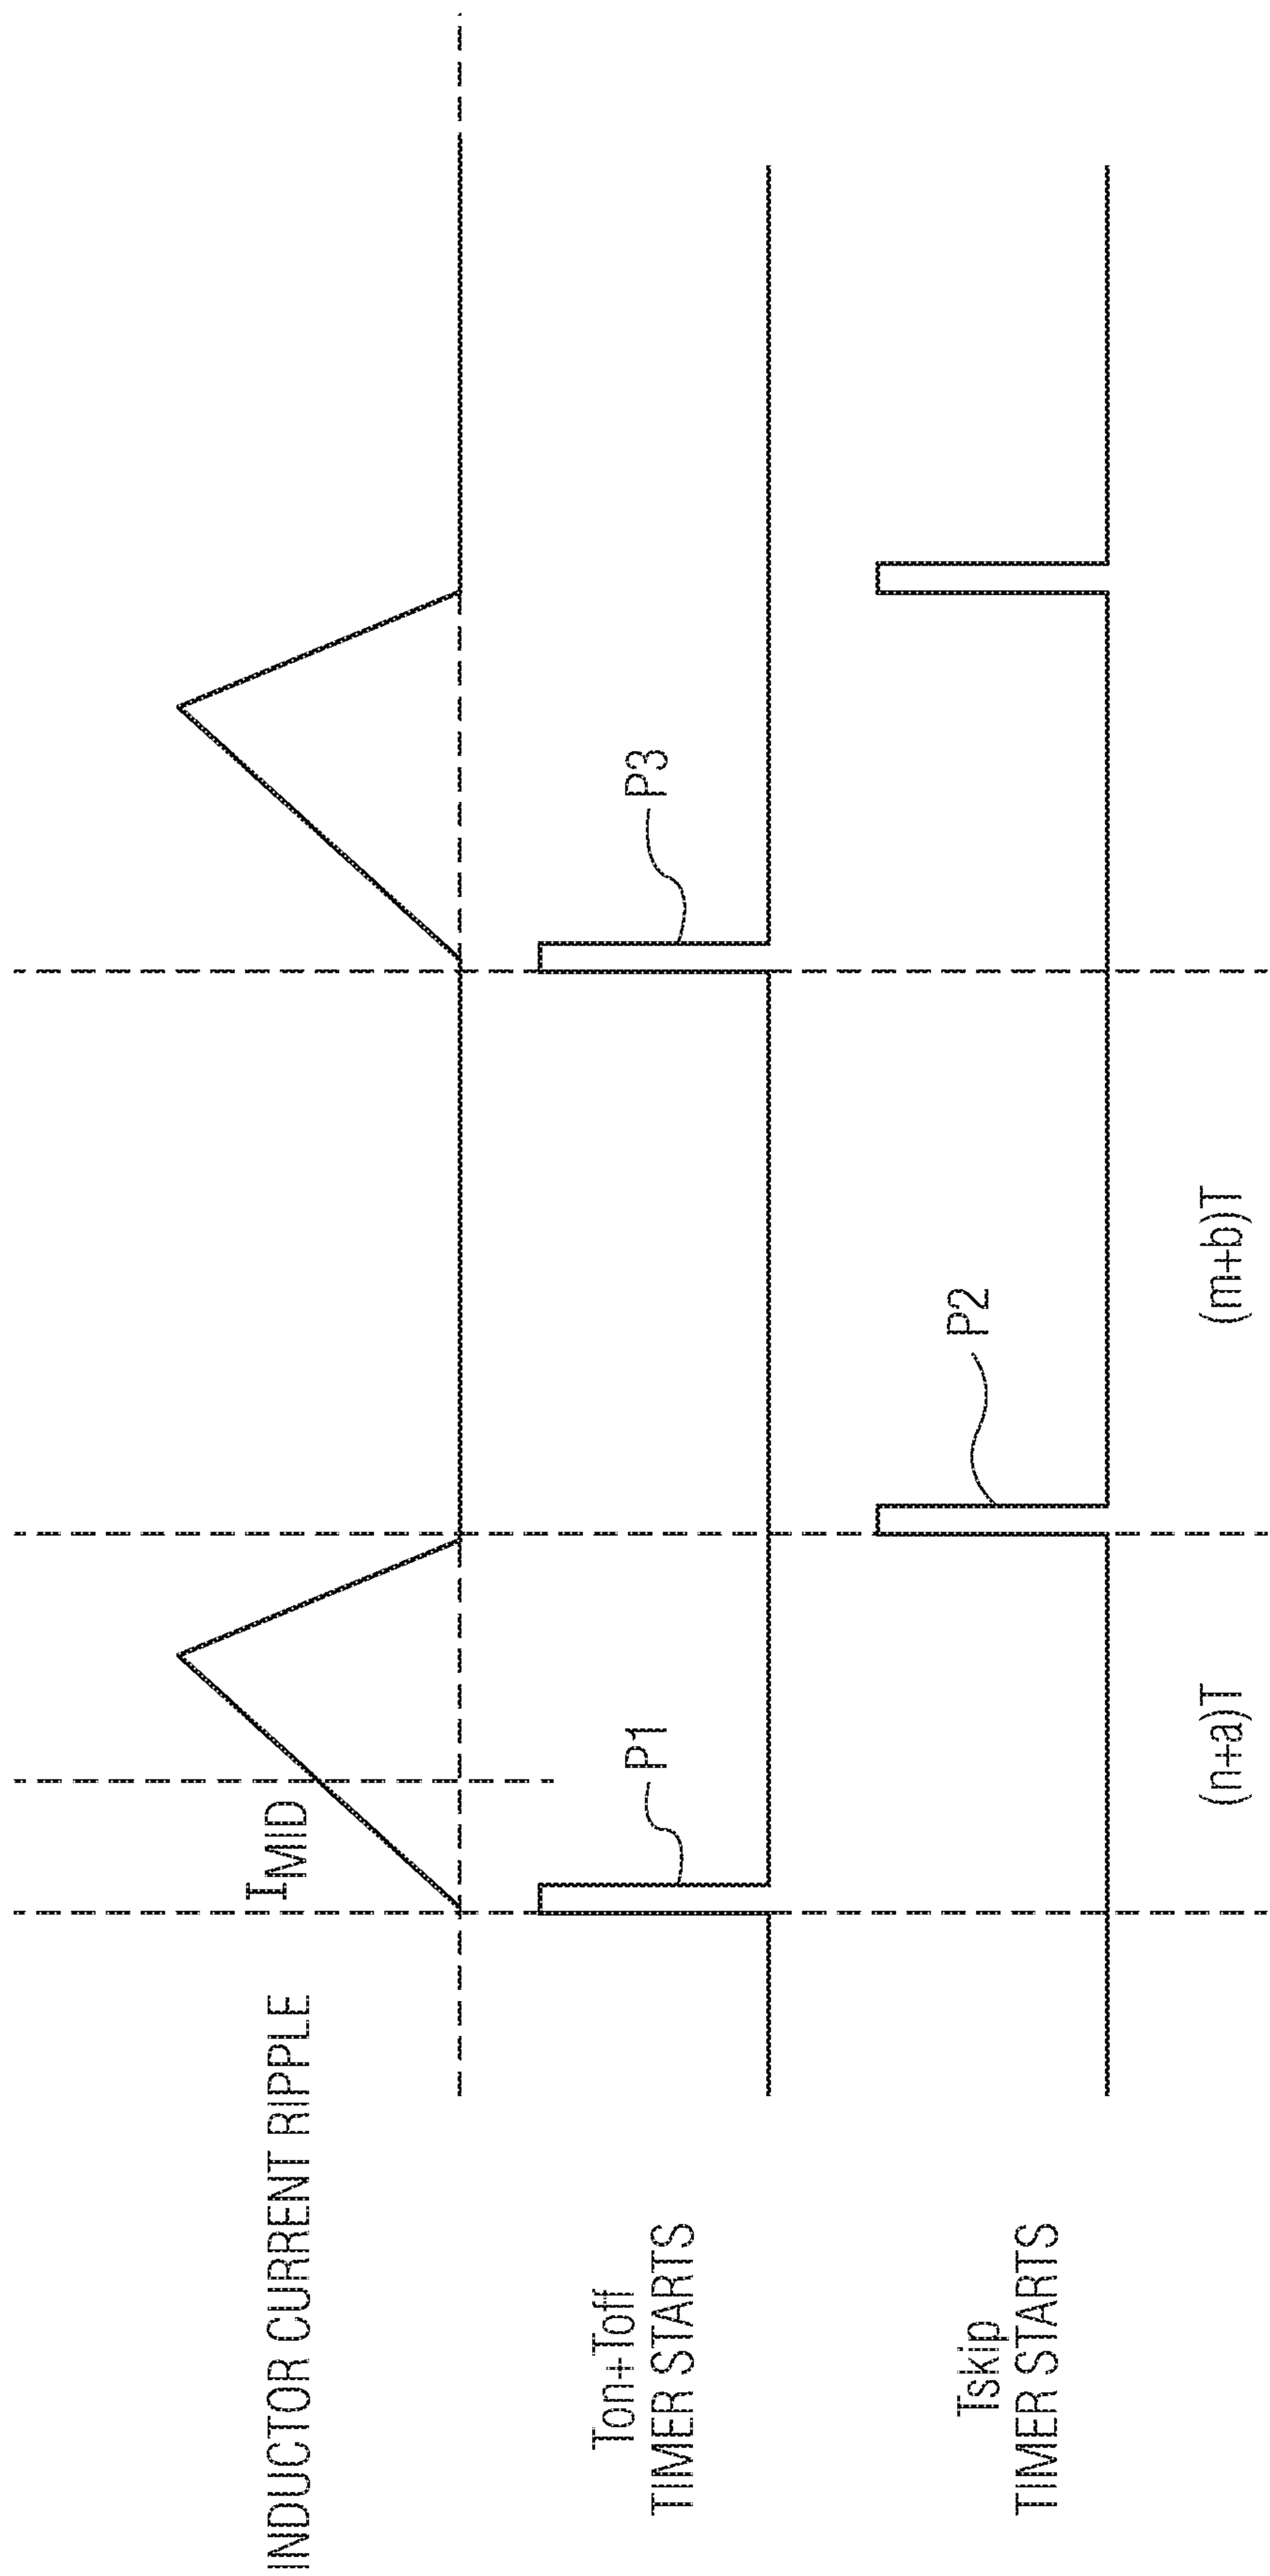 INDUCTOR CURRENT RIPPLE
IMID
Ton+Toff
TIMER STARTS
P1
P3
Tskip
TIMER STARTS
P2
(n+a)T
(m+b)T